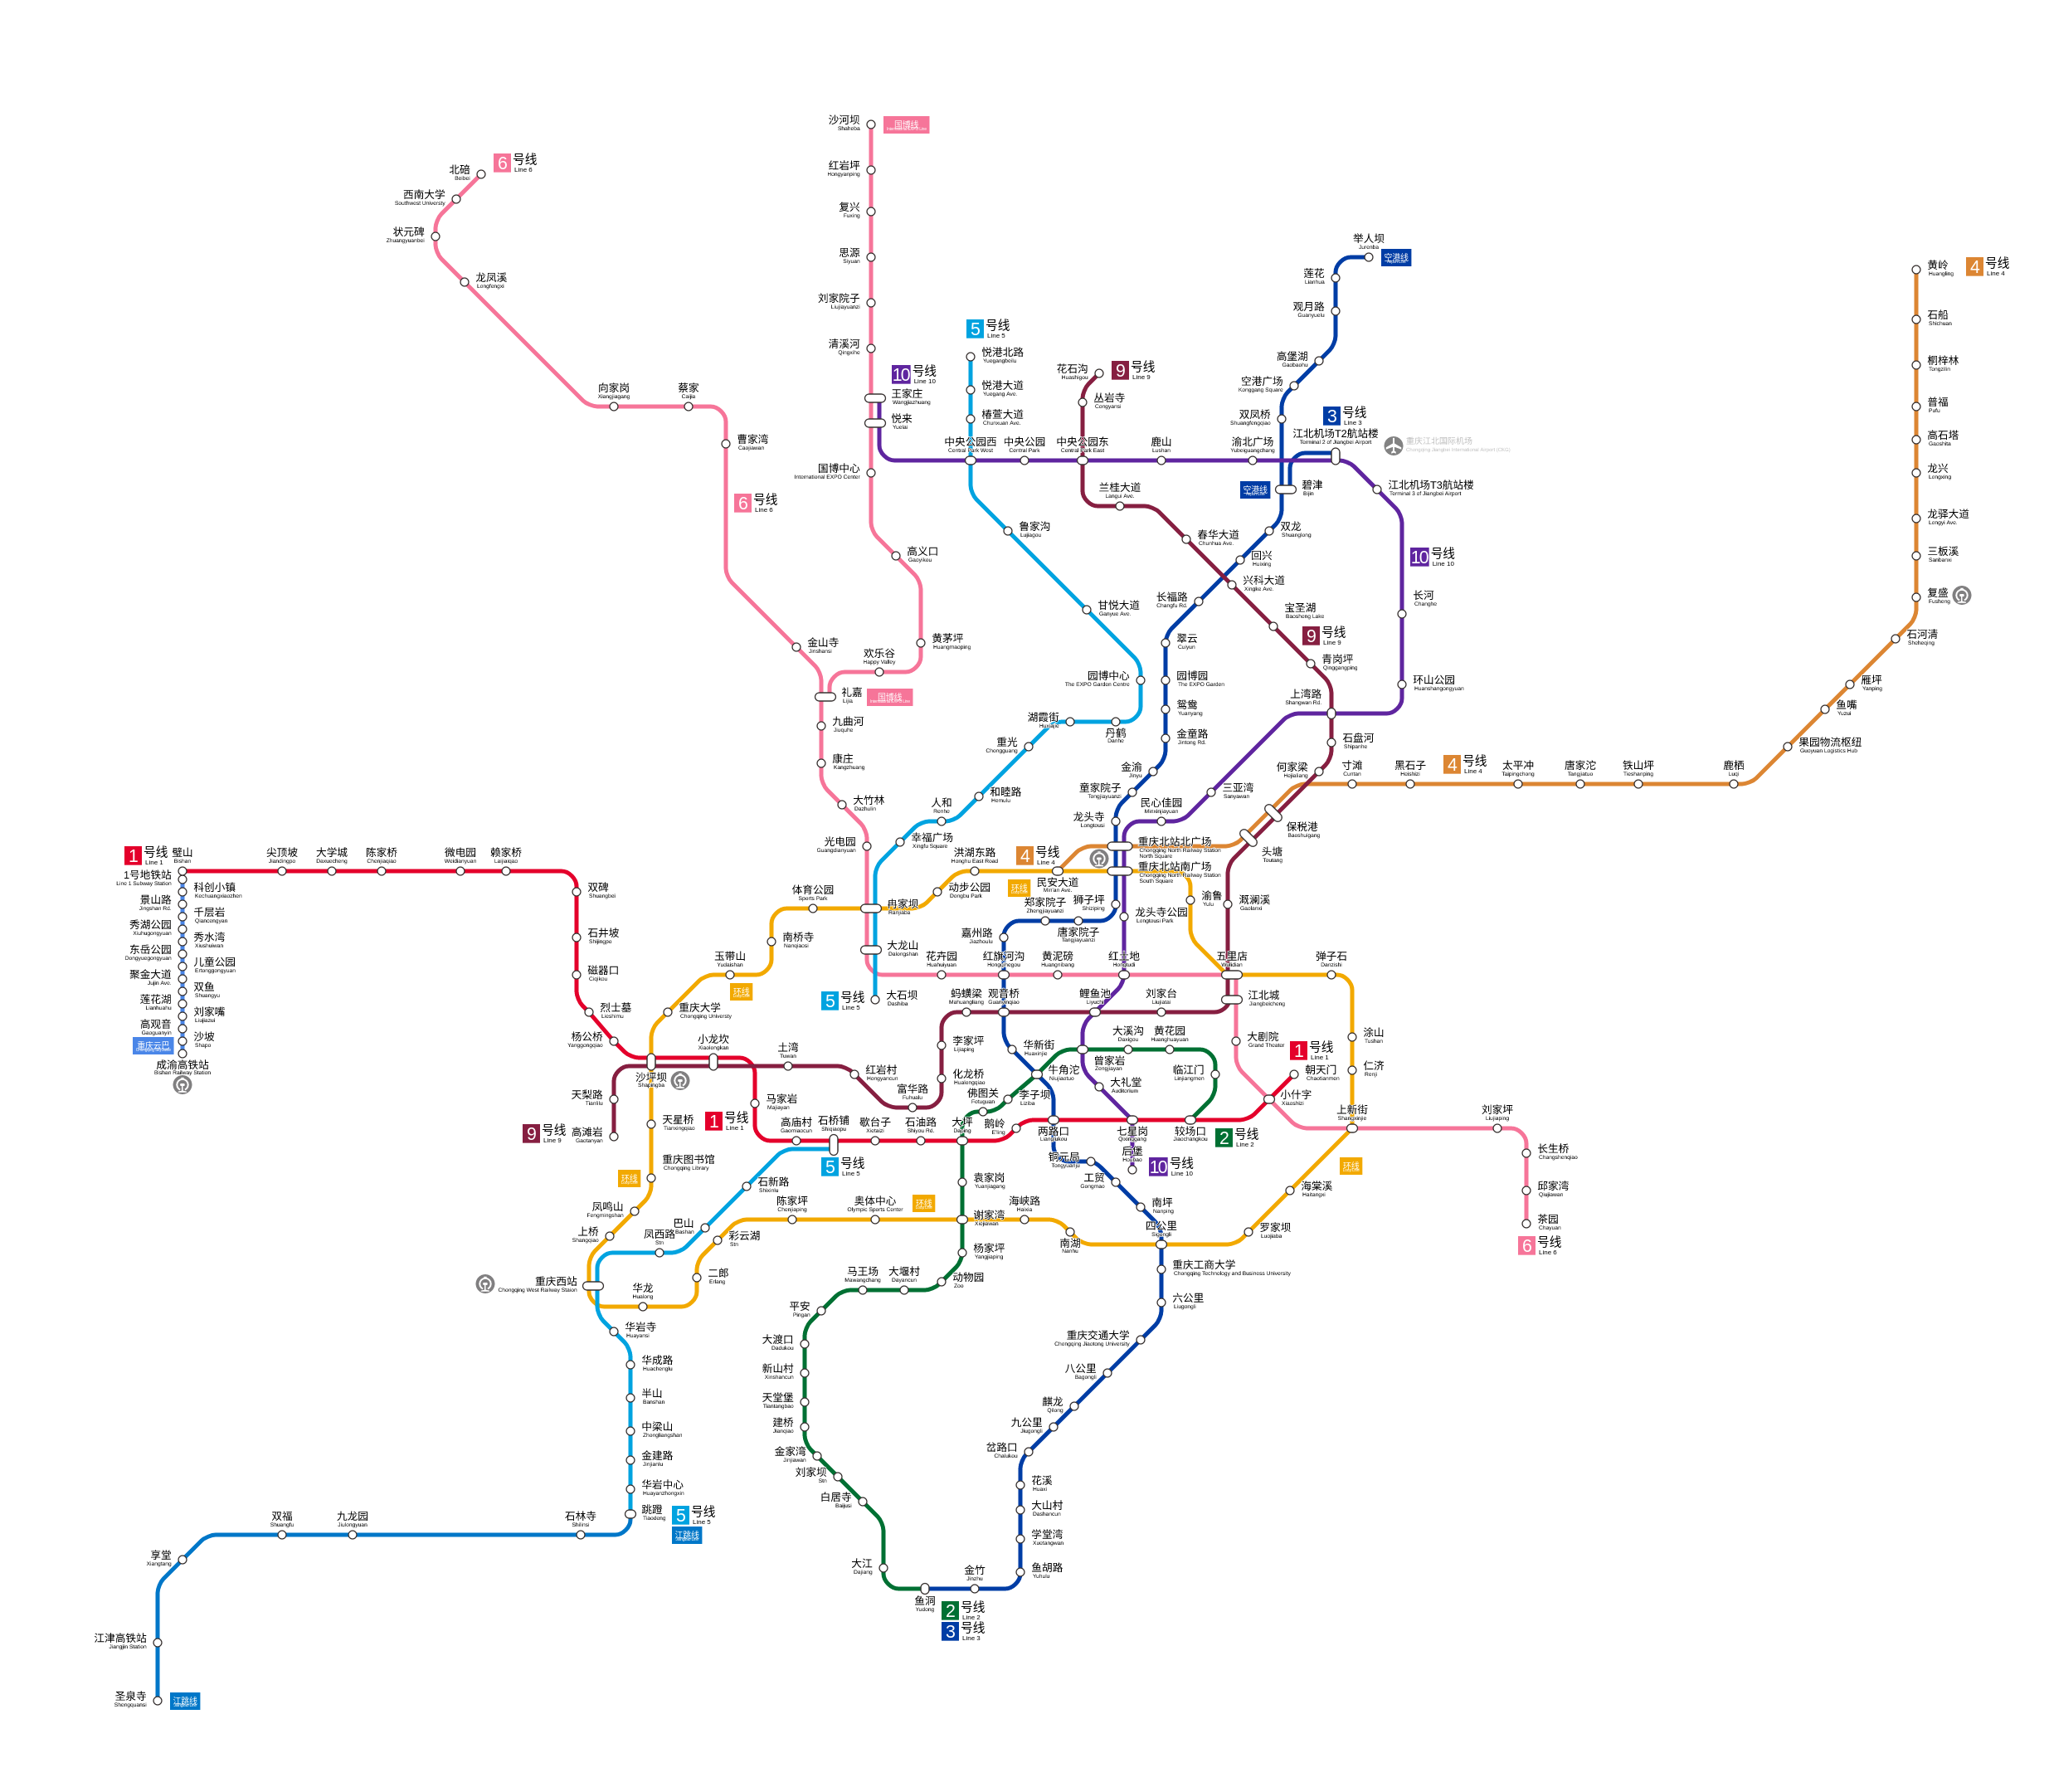 沙河坝
Shaheba
国博线
6 号线
Line 6
北碚
Beibei
西南大学
Southwest University
状元碑
Zhuangyuanbei
龙凤溪
Longfengxi
向家岗
Xiangjiagang
蔡家
Caijia
曹家湾
Caojiawan
6 号线
Line 6
金山寺
Jinshansi
红岩坪
Hongyanping
复兴
Fuxing
思源
Siyuan
刘家院子
Liujiayuanzi
清溪河
Qingxihe
10 号线
Line 10
王家庄
Wangjiazhuang
悦来
Yuelai
国博中心
International EXPO Center
高义口
Gaoyikou
黄茅坪
Huangmaoping
欢乐谷
Happy Valley
礼嘉
Lijia
国博线
九曲河
Jiuquhe
康庄
Kangzhuang
大竹林
Dazhulin
光电园
Guangdianyuan
5 号线
Line 5
悦港北路
Yuegangbeilu
悦港大道
Yuegang Ave.
椿萱大道
Chunxuan Ave.
中央公园西
Central Park West
中央公园
Central Park
中央公园东
Central Park East
鹿山
Lushan
渝北广场
Yubeiguangchang
花石沟
Huashigou
9 号线
Line 9
丛岩寺
Congyansi
兰桂大道
Langui Ave.
春华大道
Chunhua Ave.
兴科大道
Xingke Ave.
宝圣湖
Baosheng Lake
9 号线
Line 9
青岗坪
Qinggangping
上湾路
Shangwan Rd.
石盘河
Shipanhe
何家梁
Hejialiang
举人坝
Jurenba
空港线
莲花
Lianhua
观月路
Guanyuelu
高堡湖
Gaobaohu
空港广场
Konggang Square
双凤桥
Shuangfengqiao
3 号线
Line 3
江北机场T2航站楼
Terminal 2 of Jiangbei Airport
重庆江北国际机场
空港线
碧津
Bijin
江北机场T3航站楼
Terminal 3 of Jiangbei Airport
10 号线
Line 10
长河
Changhe
环山公园
Huanshangongyuan
双龙
Shuanglong
回兴
Huixing
长福路
Changfu Rd.
翠云
Cuiyun
园博园
The EXPO Garden
鸳鸯
Yuanyang
金童路
Jintong Rd.
金渝
Jinyu
童家院子
Tongjiayuanzi
龙头寺
Longtousi
民心佳园
Minxinjiayuan
三亚湾
Sanyawan
鲁家沟
Lujiagou
甘悦大道
Ganyue Ave.
园博中心
The EXPO Garden Centre
丹鹤
Danhe
湖霞街
Huxiajie
重光
Chongguang
和睦路
Hemulu
人和
Renhe
幸福广场
Xingfu Square
黄岭
Huangling
4 号线
Line 4
石船
Shichuan
桐梓林
Tongzilin
普福
Pufu
高石塔
Gaoshita
龙兴
Longxing
龙驿大道
Longyi Ave.
三板溪
Sanbanxi
复盛
Fusheng
石河清
Shiheqing
雁坪
Yanping
鱼嘴
Yuzui
果园物流枢纽
Guoyuan Logistics Hub
鹿栖
Luqi
铁山坪
Tieshanping
唐家沱
Tangjiatuo
太平冲
Taipingchong
4 号线
Line 4
黑石子
Heishizi
寸滩
Cuntan
保税港
Baoshuigang
头塘
Toutang
重庆北站北广场
Chongqing North Railway Station
North Square
重庆北站南广场
Chongqing North Railway Station
South Square
4 号线
Line 4
民安大道
Min'an Ave.
环线
洪湖东路
Honghu East Road
动步公园
Dongbu Park
体育公园
Sports Park
冉家坝
Ranjiaba
南桥寺
Nanqiaosi
玉带山
Yudaishan
环线
重庆大学
Chongqing University
渝鲁
Yulu
溉澜溪
Gailanxi
狮子坪
Shiziping
郑家院子
Zhengjiayuanzi
唐家院子
Tangjiayuanzi
龙头寺公园
Longtousi Park
嘉州路
Jiazhoulu
大龙山
Dalongshan
花卉园
Huahuiyuan
红旗河沟
Hongqihegou
黄泥磅
Huangnibang
红土地
Hongtudi
五里店
Wulidian
弹子石
Danzishi
5 号线
Line 5
大石坝
Dashiba
蚂蟥梁
Mahuangliang
观音桥
Guanyinqiao
鲤鱼池
Liyuchi
刘家台
Liujiatai
江北城
Jiangbeicheng
1 号线
Line 1
璧山
Bishan
尖顶坡
Jiandingpo
大学城
Daxuecheng
陈家桥
Chenjiaqiao
微电园
Weidianyuan
赖家桥
Laijiaqiao
双碑
Shuangbei
石井坡
Shijingpo
磁器口
Ciqikou
烈士墓
Lieshimu
杨公桥
Yanggongqiao
1号地铁站
Line 1 Subway Station
科创小镇
Kechuangxiaozhen
景山路
Jingshan Rd.
千层岩
Qiancengyan
秀湖公园
Xiuhugongyuan
秀水湾
Xiushuiwan
东岳公园
Dongyuegongyuan
儿童公园
Ertonggongyuan
聚金大道
Jujin Ave.
双鱼
Shuangyu
莲花湖
Lianhuahu
刘家嘴
Liujiazui
高观音
Gaoguanyin
沙坡
Shapo
重庆云巴
成渝高铁站
Bishan Railway Station
沙坪坝
Shapingba
小龙坎
Xiaolongkan
土湾
Tuwan
红岩村
Hongyancun
富华路
Fuhualu
化龙桥
Hualongqiao
李家坪
Lijiaping
天梨路
Tianlilu
9 号线
Line 9
高滩岩
Gaotanyan
天星桥
Tianxingqiao
马家岩
Majiayan
1 号线
Line 1
高庙村
Gaomiaocun
石桥铺
Shiqiaopu
歇台子
Xietaizi
石油路
Shiyou Rd.
大坪
Daping
鹅岭
E'ling
佛图关
Fotuguan
李子坝
Liziba
牛角沱
Niujiaotuo
华新街
Huaxinjie
曾家岩
Zengjiayan
大溪沟
Daxigou
黄花园
Huanghuayuan
临江门
Linjiangmen
大礼堂
Auditorium
大剧院
Grand Theater
1 号线
Line 1
朝天门
Chaotianmen
小什字
Xiaoshizi
涂山
Tushan
仁济
Renji
上新街
Shangxinjie
刘家坪
Liujiaping
长生桥
Changshengqiao
邱家湾
Qiujiawan
茶园
Chayuan
6 号线
Line 6
两路口
Lianglukou
七星岗
Qixinggang
较场口
Jiaochangkou
2 号线
Line 2
后堡
Houbao
10 号线
Line 10
铜元局
Tongyuanju
工贸
Gongmao
南坪
Nanping
四公里
Sigongli
环线
海棠溪
Haitangxi
罗家坝
Luojiaba
5 号线
Line 5
石新路
Shixinlu
巴山
Bashan
凤西路
Stn
彩云湖
Stn
重庆图书馆
Chongqing Library
环线
凤鸣山
Fengmingshan
上桥
Shangqiao
陈家坪
Chenjiaping
奥体中心
Olympic Sports Center
环线
谢家湾
Xiejiawan
海峡路
Haixia
南湖
Nanhu
袁家岗
Yuanjiagang
杨家坪
Yangjiaping
动物园
Zoo
大堰村
Dayancun
马王场
Mawangchang
平安
Pingan
大渡口
Dadukou
新山村
Xinshancun
天堂堡
Tiantangbao
建桥
Jianqiao
金家湾
Jinjiawan
刘家坝
Stn
白居寺
Baijusi
大江
Dajiang
鱼洞
Yudong
2 号线
Line 2
3 号线
Line 3
金竹
Jinzhu
鱼胡路
Yuhulu
学堂湾
Xuetangwan
大山村
Dashancun
花溪
Huaxi
岔路口
Chalukou
九公里
Jiugongli
麒龙
Qilong
八公里
Bagongli
重庆交通大学
Chongqing Jiaotong University
六公里
Liugongli
重庆工商大学
Chongqing Technology and Business University
重庆西站
Chongqing West Railway Staion
华龙
Hualong
二郎
Erlang
华岩寺
Huayansi
华成路
Huachenglu
半山
Banshan
中梁山
Zhongliangshan
金建路
Jinjianlu
华岩中心
Huayanzhongxin
跳蹬
Tiaodeng
5 号线
Line 5
江跳线
石林寺
Shilinsi
九龙园
Jiulongyuan
双福
Shuangfu
享堂
Xiangtang
江津高铁站
Jiangjin Station
圣泉寺
Shengquansi
江跳线